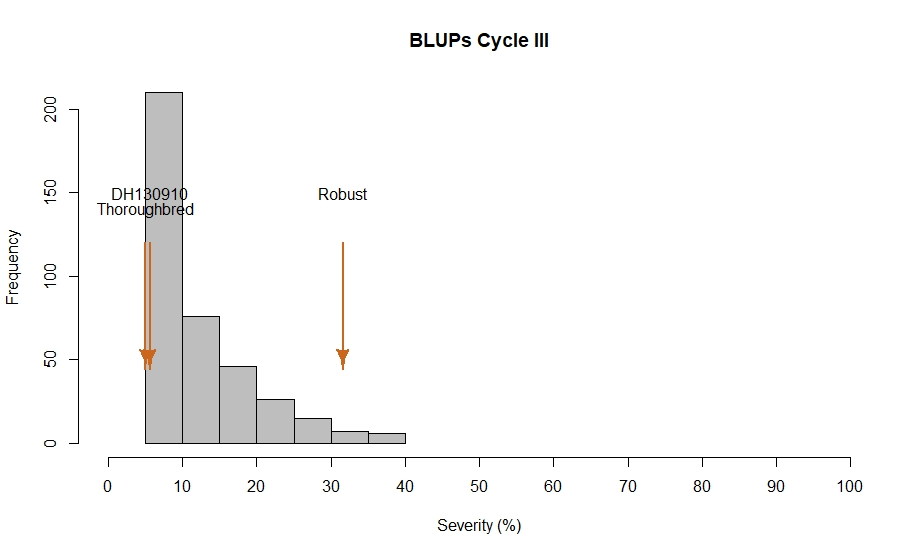 BLUPs Cycle III
Frequency
200
150
100
50
0
DH130910
Thoroughbred
Robust
0 10 20 30 40 50 60 70 80 90 100
Severity (%)